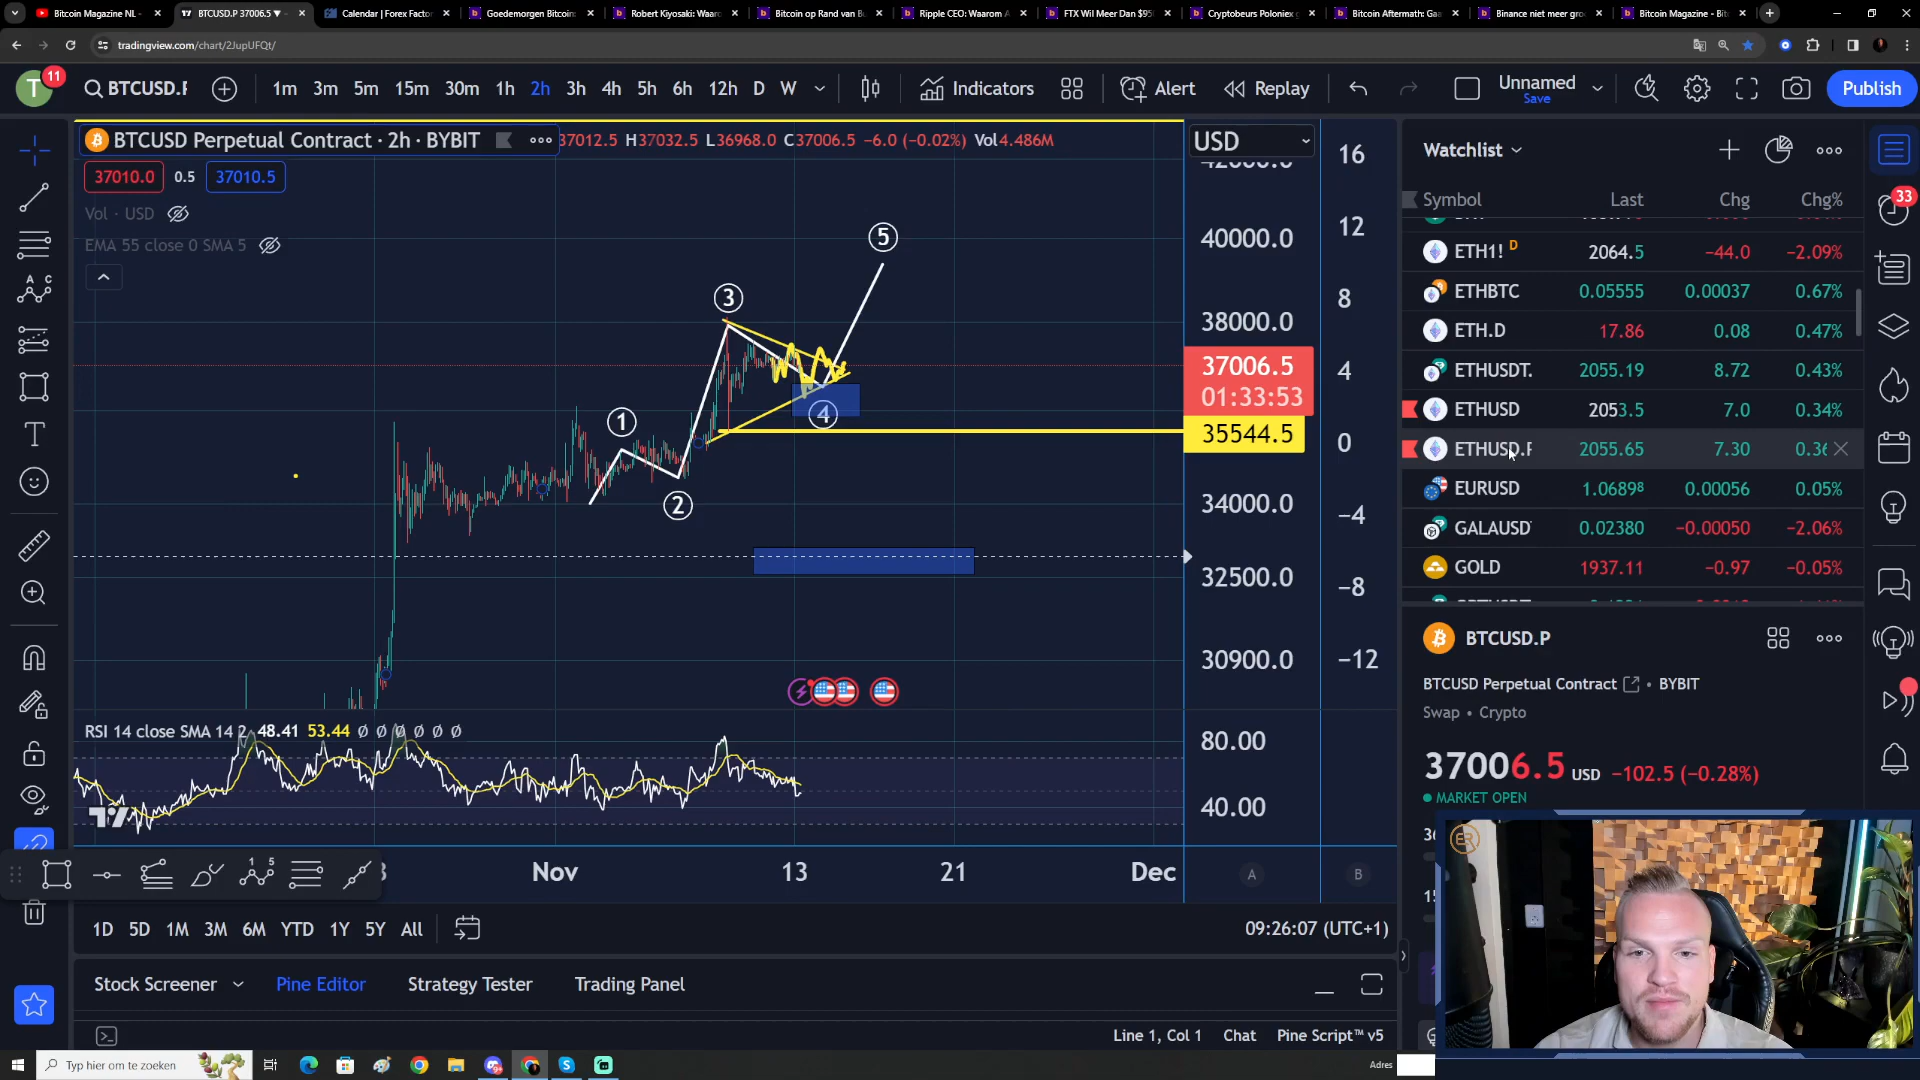 Bitcoin Magazine NL -
BTCUSD.P 37006.5 ▼
Calendar | Forex Factor
Goedemorgen Bitcoin:
Robert Kiyosaki: Waaro
Bitcoin op Rand van Bu
Ripple CEO: Waarom A
FTX Wil Meer Dan $95
Cryptobeurs Poloniex g
Bitcoin Aftermath: Ga
Binance niet meer gro
Bitcoin Magazine - Bit
tradingview.com/chart/2JupUFQt/
T
11
BTCUSD.P
1m 3m 5m 15m 30m 1h 2h 3h 4h 5h 6h 12h D W
Indicators
Alert
Replay
Unnamed
Save
Publish
BTCUSD Perpetual Contract · 2h · BYBIT
37012.5 H37032.5 L36968.0 C37006.5 −6.0 (−0.02%) Vol4.486M
37010.0 0.5 37010.5
Vol · USD
EMA 55 close 0 SMA 5
USD
40000.0
38000.0
37006.5
01:33:53
35544.5
34000.0
32500.0
30900.0
16
12
8
4
0
−4
−8
−12
1
2
3
4
5
RSI 14 close SMA 14 2 48.41 53.44 ∅ ∅ ∅ ∅ ∅ ∅
80.00
40.00
Nov 13 21 Dec
A
B
1D 5D 1M 3M 6M YTD 1Y 5Y All
09:26:07 (UTC+1)
Stock Screener Pine Editor Strategy Tester Trading Panel
Line 1, Col 1 Chat Pine Script™ v5
Watchlist
Symbol Last Chg Chg%
ETH1! D 2064.5 −44.0 −2.09%
ETHBTC 0.05555 0.00037 0.67%
ETH.D 17.86 0.08 0.47%
ETHUSDT. 2055.19 8.72 0.43%
ETHUSD 2053.5 7.0 0.34%
ETHUSD.P 2055.65 7.30 0.36
EURUSD 1.06898 0.00056 0.05%
GALAUSD 0.02380 −0.00050 −2.06%
GOLD 1937.11 −0.97 −0.05%
33
BTCUSD.P
BTCUSD Perpetual Contract • BYBIT
Swap • Crypto
37006.5 USD −102.5 (−0.28%)
MARKET OPEN
Typ hier om te zoeken
Adres